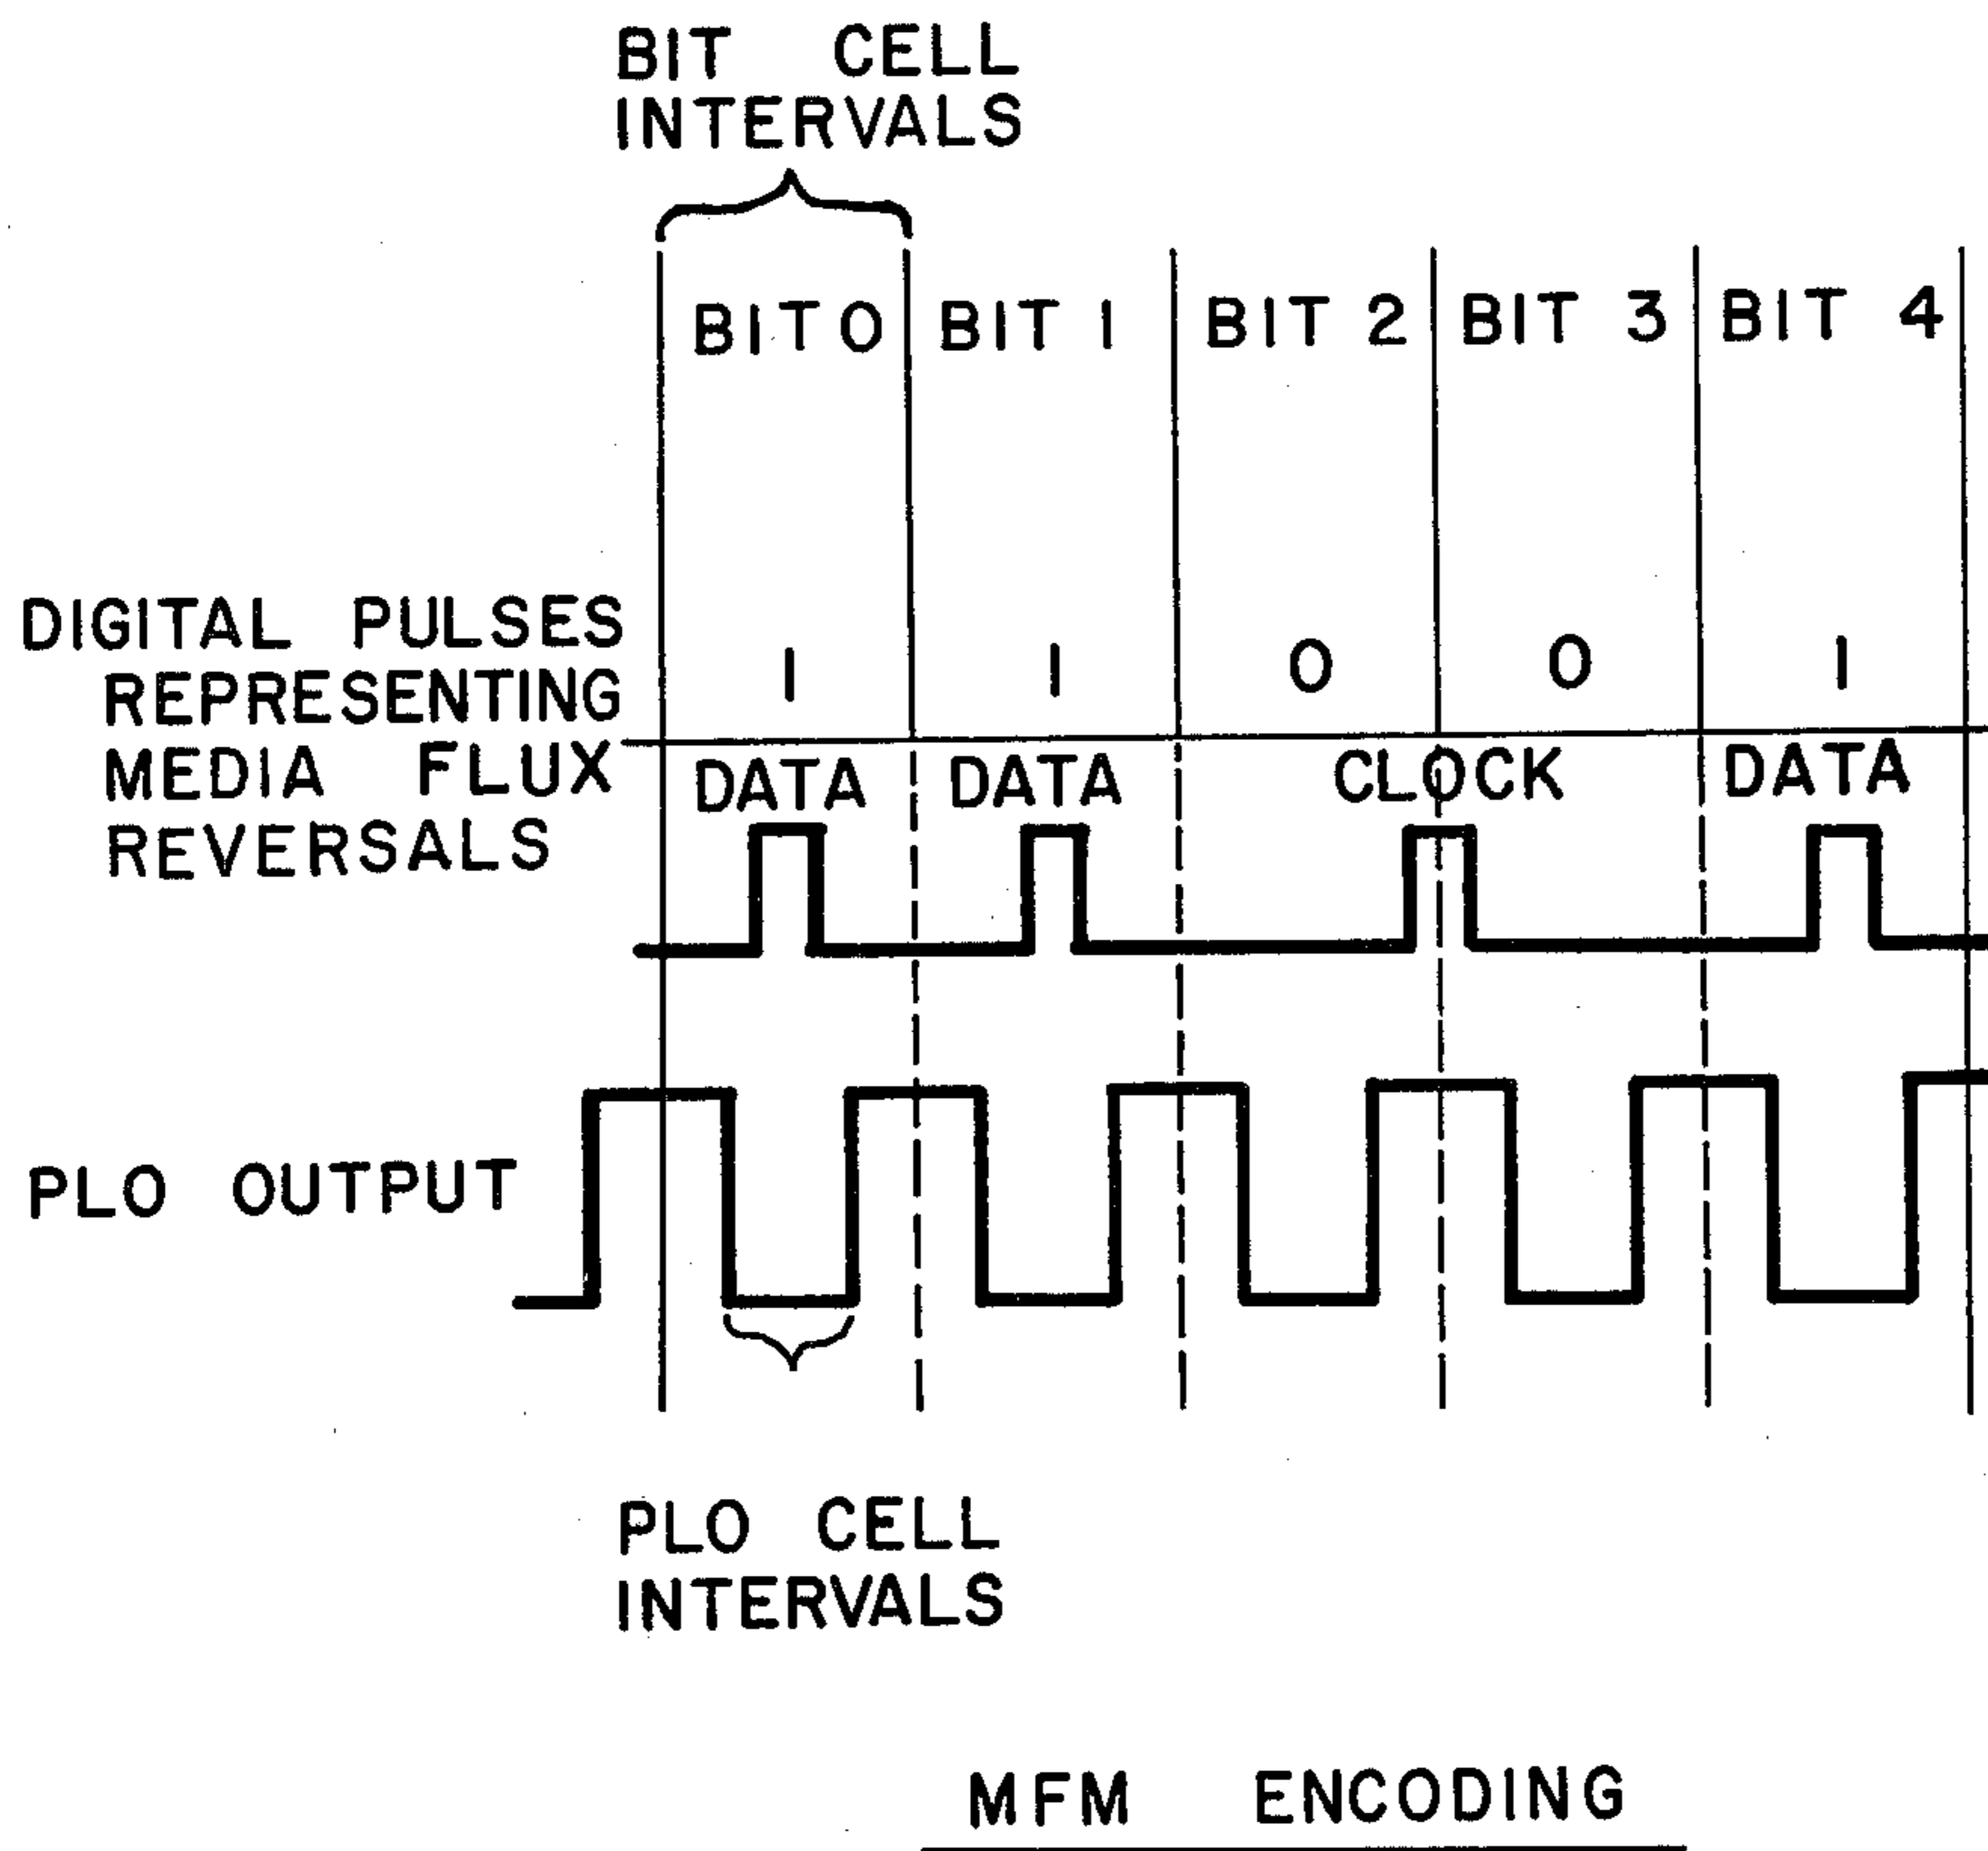 BIT CELL
INTERVALS
BIT 0 BIT 1 BIT 2 BIT 3 BIT 4
DIGITAL PULSES
REPRESENTING
MEDIA FLUX
REVERSALS
1 1 0 0 1
DATA DATA CLOCK DATA
PLO OUTPUT
PLO CELL
INTERVALS
MFM ENCODING